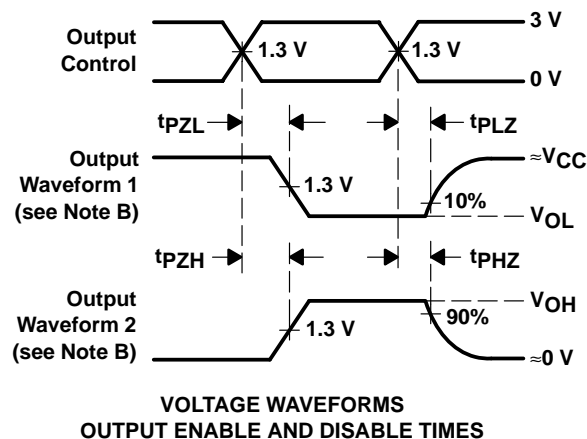 3 V
Output
Control
1.3 V
1.3 V
0 V
tPZL
tPLZ
Output
Waveform 1
(see Note B)
1.3 V
≈VCC
10%
VOL
tPZH
tPHZ
Output
Waveform 2
(see Note B)
1.3 V
VOH
90%
≈0 V
VOLTAGE WAVEFORMS
OUTPUT ENABLE AND DISABLE TIMES